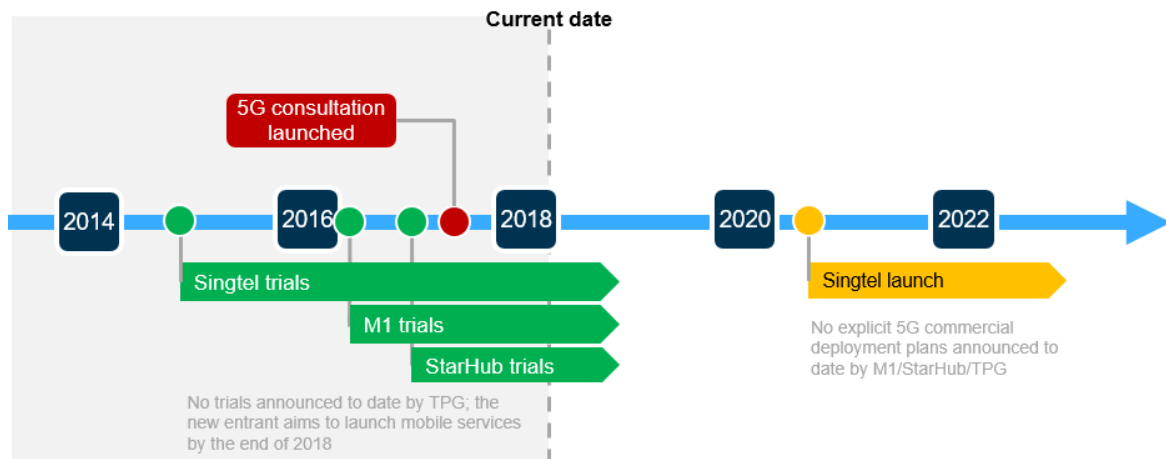 Current date
5G consultation
launched
2014
2016
2018
2020
2022
Singtel trials
Singtel launch
M1 trials
StarHub trials
No explicit 5G commercial
deployment plans announced to
date by M1/StarHub/TPG
No trials announced to date by TPG; the
new entrant aims to launch mobile services
by the end of 2018